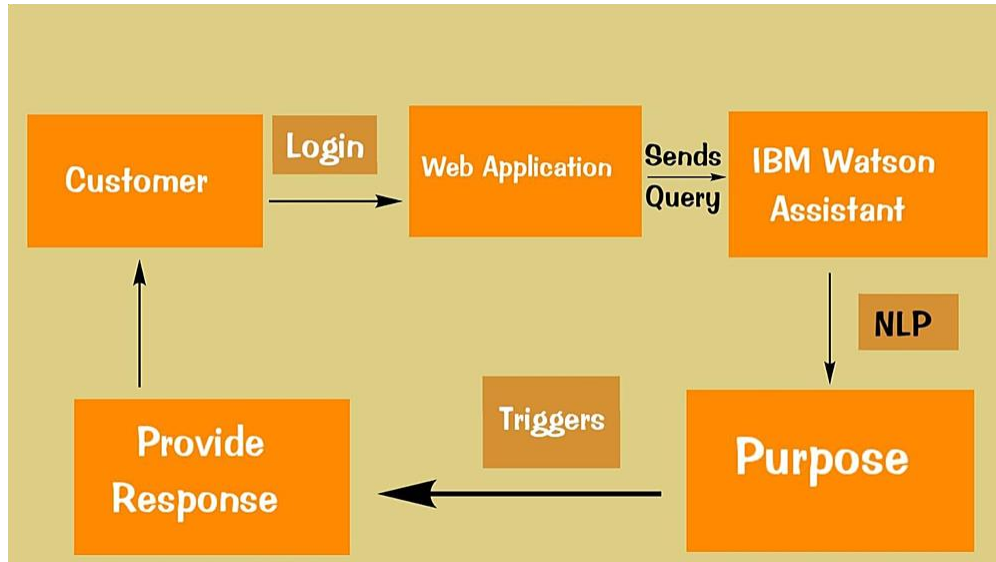 Customer
Login
Web Application
Sends
Query
IBM Watson
Assistant
NLP
Purpose
Triggers
Provide
Response